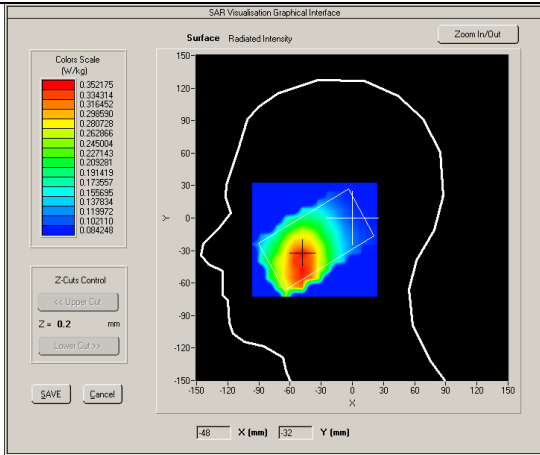 SAR Visualisation Graphical Interface
Surface Radiated Intensity
Zoom In/Out
Colors Scale
(W/kg)
0.352175
0.334314
0.316452
0.298590
0.280728
0.262866
0.245004
0.227143
0.209281
0.191419
0.173557
0.155695
0.137834
0.119972
0.102110
0.084248
Z-Cuts Control
<< Upper Cut
Z = 0.2 mm
Lower Cut >>
SAVE Cancel
150-
120-
90-
60-
30-
0-
-30-
-60-
-90-
-120-
-150-
Y
-150 -120 -90 -60 -30 0 30 60 90 120 150
X
-48 X (mm) -32 Y (mm)